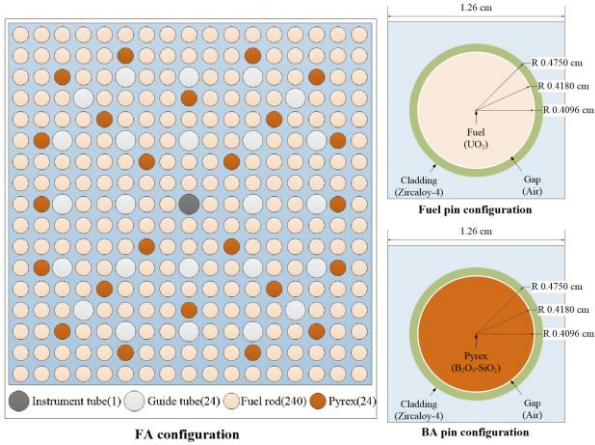 1.26 cm
R 0.4750 cm
R 0.4180 cm
R 0.4096 cm
Fuel
(UO₂)
Cladding
(Zircaloy-4)
Gap
(Air)
Fuel pin configuration
1.26 cm
R 0.4750 cm
R 0.4180 cm
R 0.4096 cm
Pyrex
(B₂O₃-SiO₂)
Cladding
(Zircaloy-4)
Gap
(Air)
BA pin configuration
Instrument tube(1) Guide tube(24) Fuel rod(240) Pyrex(24)
FA configuration